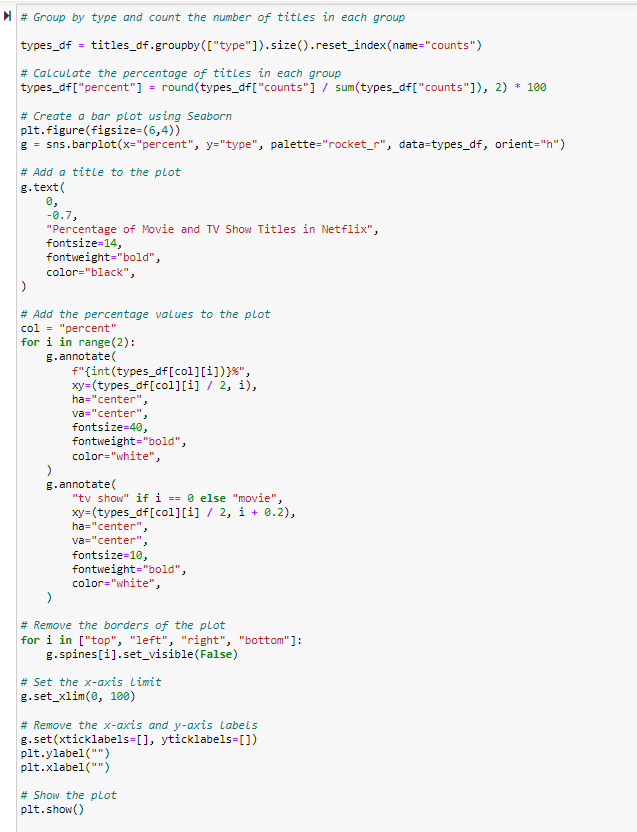 # Group by type and count the number of titles in each group
types_df = titles_df.groupby(["type"]).size().reset_index(name="counts")
# Calculate the percentage of titles in each group
types_df["percent"] = round(types_df["counts"] / sum(types_df["counts"]), 2) * 100
# Create a bar plot using Seaborn
plt.figure(figsize=(6,4))
g = sns.barplot(x="percent", y="type", palette="rocket_r", data=types_df, orient="h")
# Add a title to the plot
g.text(
    0,
    -0.7,
    "Percentage of Movie and TV Show Titles in Netflix",
    fontsize=14,
    fontweight="bold",
    color="black",
)
# Add the percentage values to the plot
col = "percent"
for i in range(2):
    g.annotate(
        f"{int(types_df[col][i])}%",
        xy=(types_df[col][i] / 2, i),
        ha="center",
        va="center",
        fontsize=40,
        fontweight="bold",
        color="white",
    )
    g.annotate(
        "tv show" if i == 0 else "movie",
        xy=(types_df[col][i] / 2, i + 0.2),
        ha="center",
        va="center",
        fontsize=10,
        fontweight="bold",
        color="white",
    )
# Remove the borders of the plot
for i in ["top", "left", "right", "bottom"]:
    g.spines[i].set_visible(False)
# Set the x-axis limit
g.set_xlim(0, 100)
# Remove the x-axis and y-axis labels
g.set(xticklabels=[], yticklabels=[])
plt.ylabel("")
plt.xlabel("")
# Show the plot
plt.show()